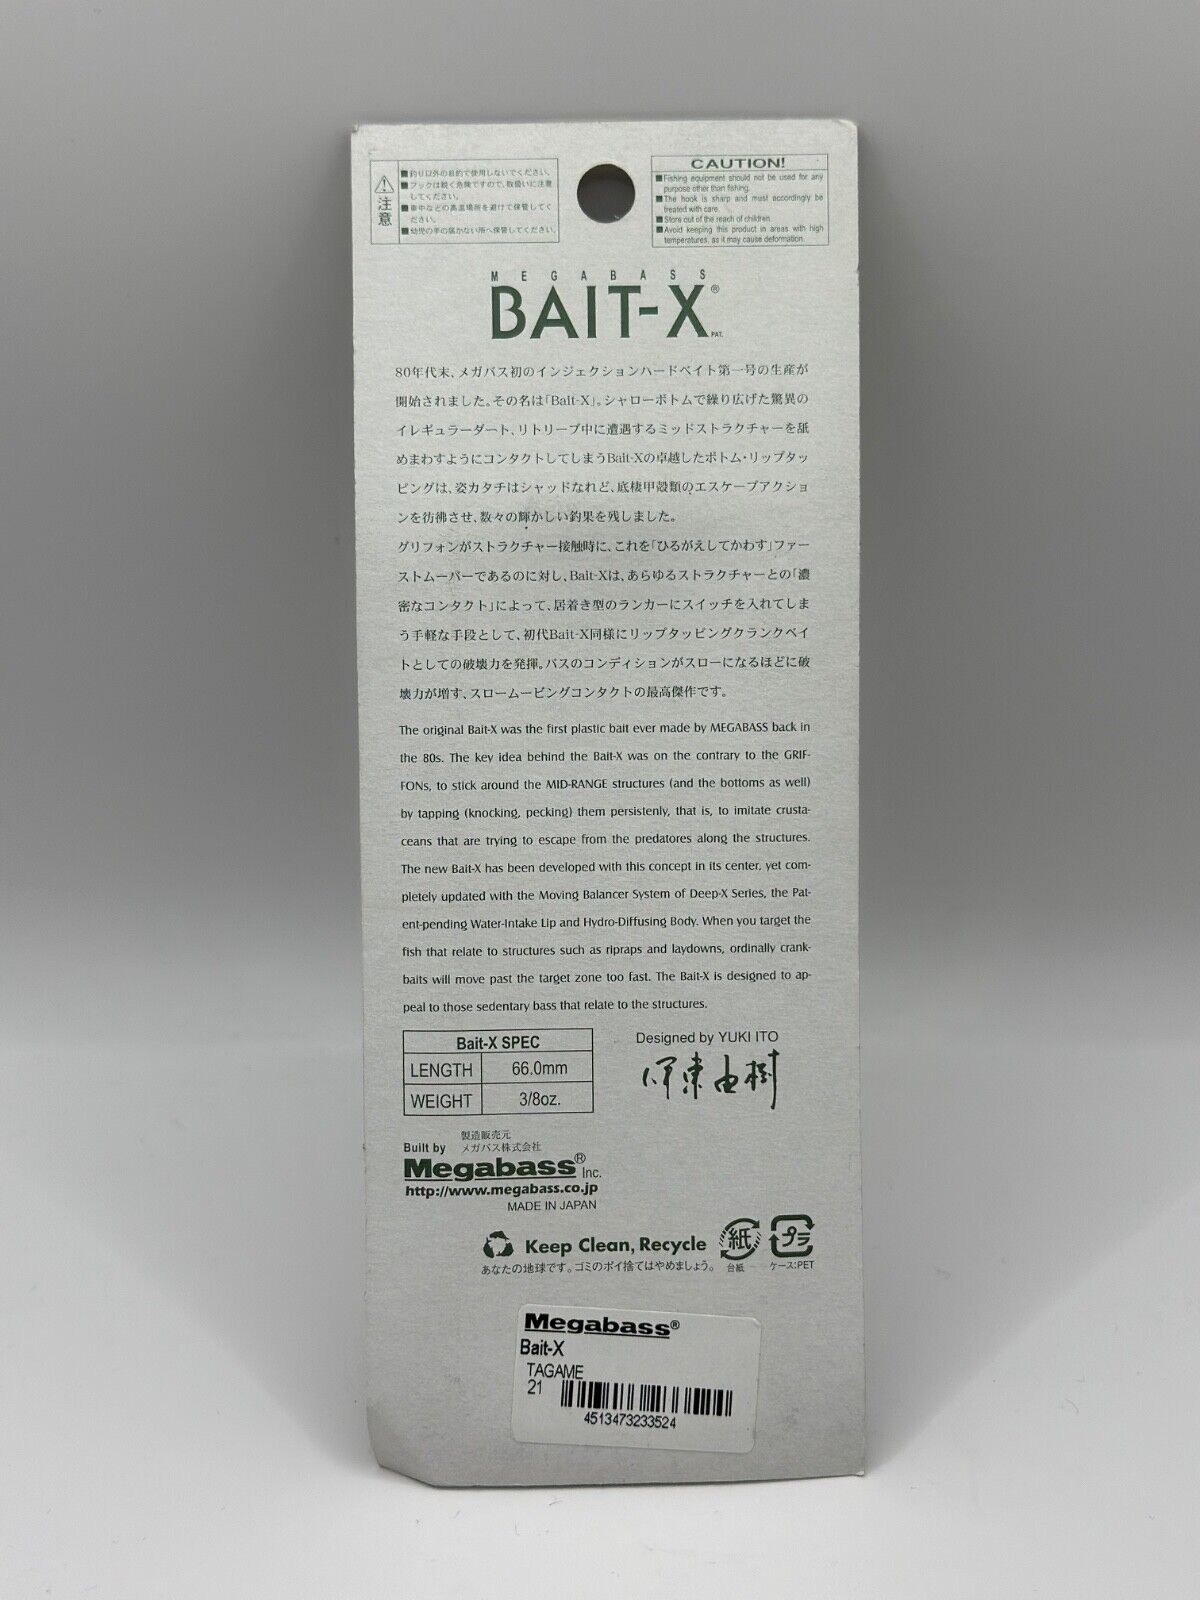 注意
■釣り以外の目的で使用しないでください。
■フックは鋭く危険ですので、取扱いに注意
してください。
■車中などの高温場所を避けて保管してく
ださい。
■幼児の手の届かない所へ保管してください。
CAUTION!
■Fishing equipment should not be used for any
purpose other than fishing.
■The hook is sharp and must accordingly be
treated with care.
■Store out of the reach of children.
■Avoid keeping this product in areas with high
temperatures, as it may cause deformation.
MEGABASS
BAIT-X®
PAT.
80年代末、メガバス初のインジェクションハードベイト第一号の生産が
開始されました。その名は「Bait-X」。シャローボトムで繰り広げた驚異の
イレギュラーダート、リトリーブ中に遭遇するミッドストラクチャーを舐
めまわすようにコンタクトしてしまうBait-Xの卓越したボトム・リップタッ
ピングは、姿カタチはシャッドなれど、底棲甲殻類のエスケープアクショ
ンを彷彿させ、数々の輝かしい釣果を残しました。
グリフォンがストラクチャー接触時に、これを「ひるがえしてかわす」ファー
ストムーバーであるのに対し、Bait-Xは、あらゆるストラクチャーとの「濃
密なコンタクト」によって、居着き型のランカーにスイッチを入れてしま
う手軽な手段として、初代Bait-X同様にリップタッピングクランクベイ
トとしての破壊力を発揮。バスのコンディションがスローになるほどに破
壊力が増す、スロームービングコンタクトの最高傑作です。
The original Bait-X was the first plastic bait ever made by MEGABASS back in
the 80s. The key idea behind the Bait-X was on the contrary to the GRIF-
FONs, to stick around the MID-RANGE structures (and the bottoms as well)
by tapping (knocking, pecking) them persistenly, that is, to imitate crusta-
ceans that are trying to escape from the predatores along the structures.
The new Bait-X has been developed with this concept in its center, yet com-
pletely updated with the Moving Balancer System of Deep-X Series, the Pat-
ent-pending Water-Intake Lip and Hydro-Diffusing Body. When you target the
fish that relate to structures such as ripraps and laydowns, ordinally crank-
baits will move past the target zone too fast. The Bait-X is designed to ap-
peal to those sedentary bass that relate to the structures.
Bait-X SPEC
LENGTH 66.0mm
WEIGHT 3/8oz.
Designed by YUKI ITO
伊東由樹
製造販売元
Built by メガバス株式会社
Megabass® Inc.
http://www.megabass.co.jp
MADE IN JAPAN
Keep Clean, Recycle
あなたの地球です。ゴミのポイ捨てはやめましょう。
紙
台紙
プラ
ケース:PET
Megabass®
Bait-X
TAGAME
21
4513473233524